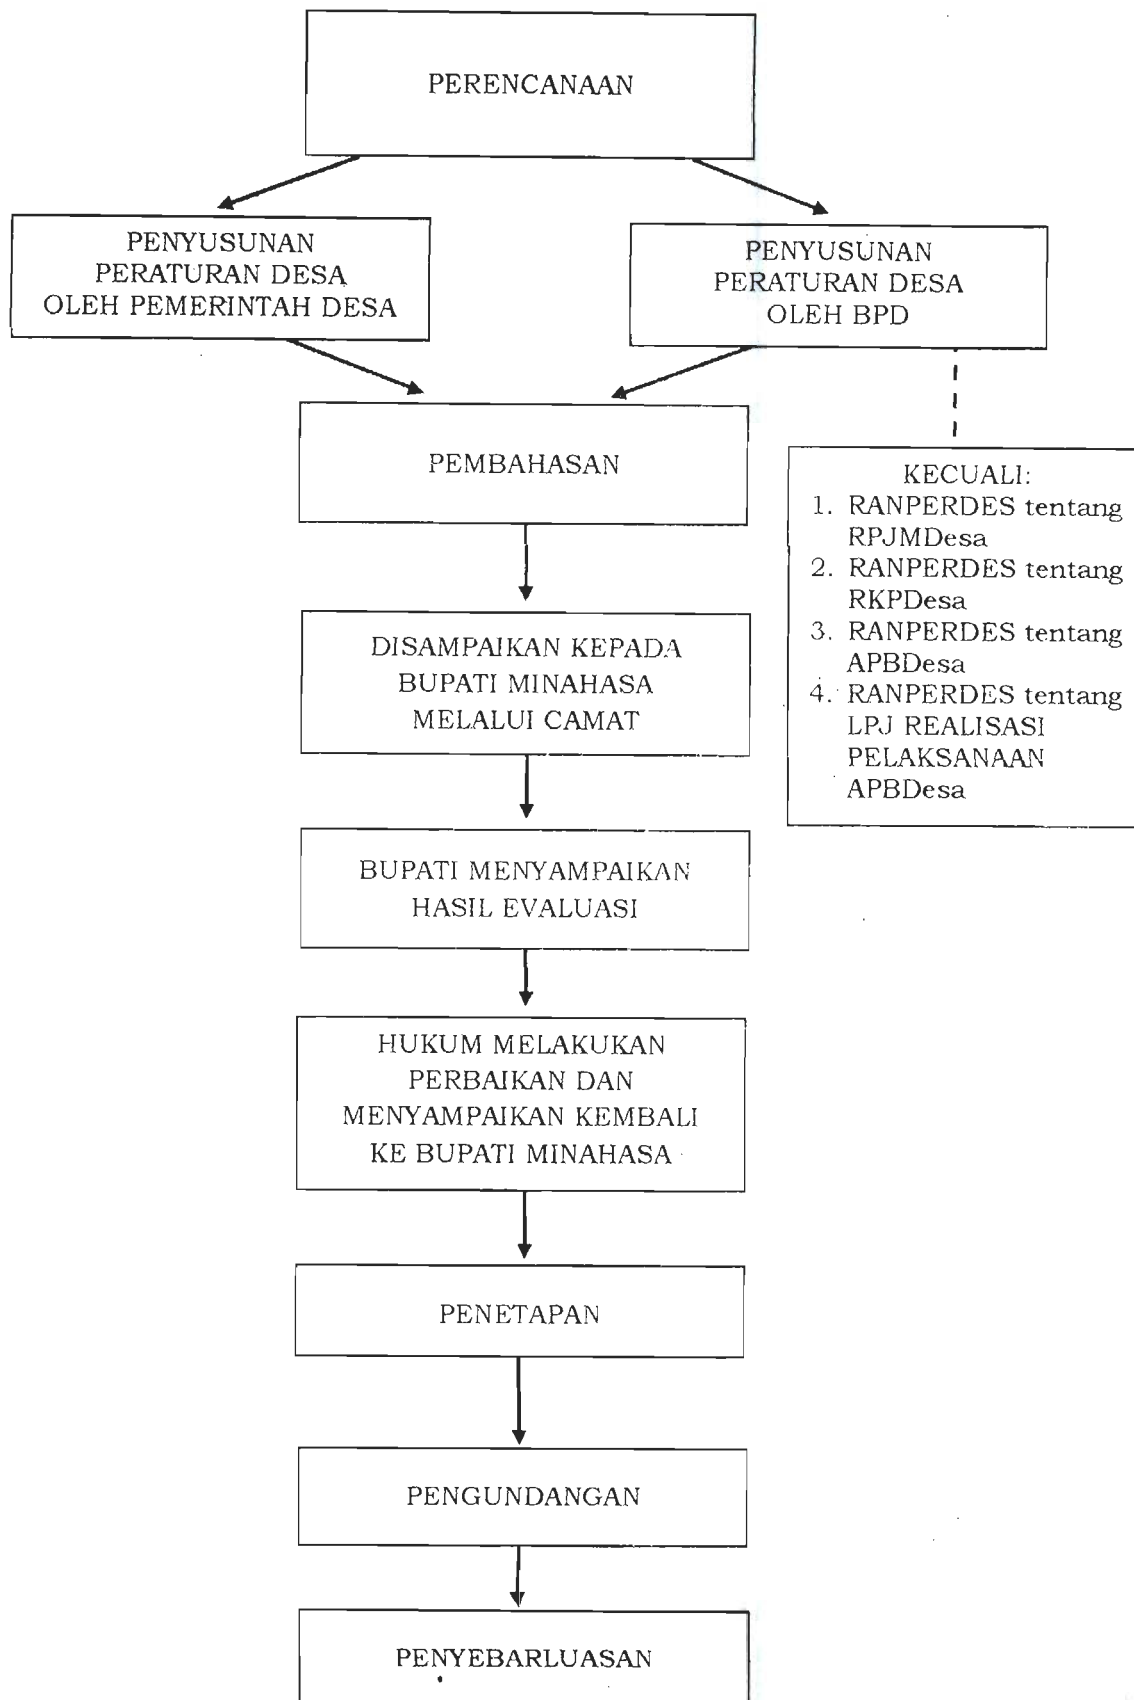 PERENCANAAN
PENYUSUNAN
PERATURAN DESA
OLEH PEMERINTAH DESA
PENYUSUNAN
PERATURAN DESA
OLEH BPD
PEMBAHASAN
KECUALI:
1. RANPERDES tentang
RPJMDesa
2. RANPERDES tentang
RKPDesa
3. RANPERDES tentang
APBDesa
4. RANPERDES tentang
LPJ REALISASI
PELAKSANAAN
APBDesa
DISAMPAIKAN KEPADA
BUPATI MINAHASA
MELALUI CAMAT
BUPATI MENYAMPAIKAN
HASIL EVALUASI
HUKUM MELAKUKAN
PERBAIKAN DAN
MENYAMPAIKAN KEMBALI
KE BUPATI MINAHASA
PENETAPAN
PENGUNDANGAN
PENYEBARLUASAN